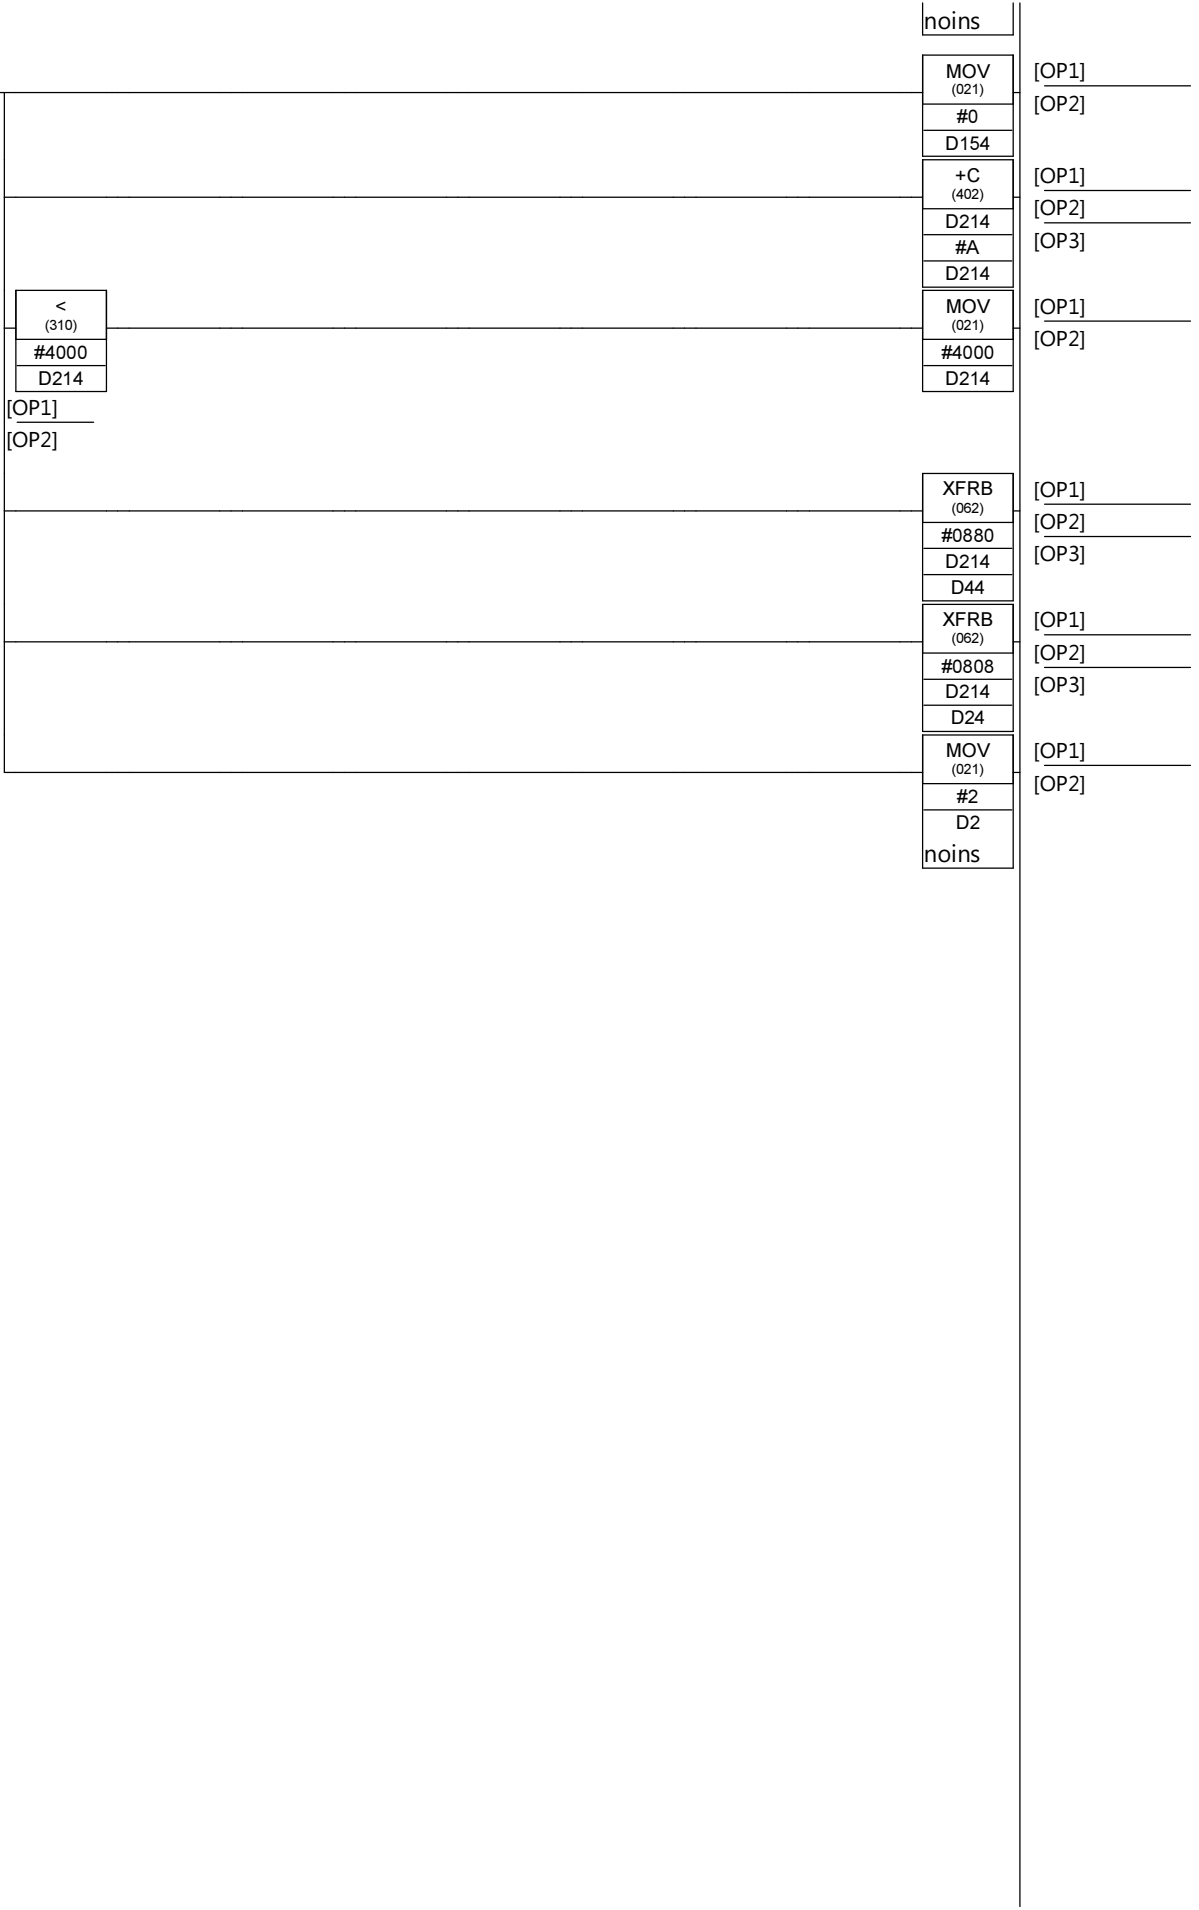 noins
MOV
(021)
#0
D154
[OP1]
[OP2]
+C
(402)
D214
#A
D214
[OP1]
[OP2]
[OP3]
<
(310)
#4000
D214
[OP1]
[OP2]
MOV
(021)
#4000
D214
[OP1]
[OP2]
XFRB
(062)
#0880
D214
D44
[OP1]
[OP2]
[OP3]
XFRB
(062)
#0808
D214
D24
[OP1]
[OP2]
[OP3]
MOV
(021)
#2
D2
noins
[OP1]
[OP2]